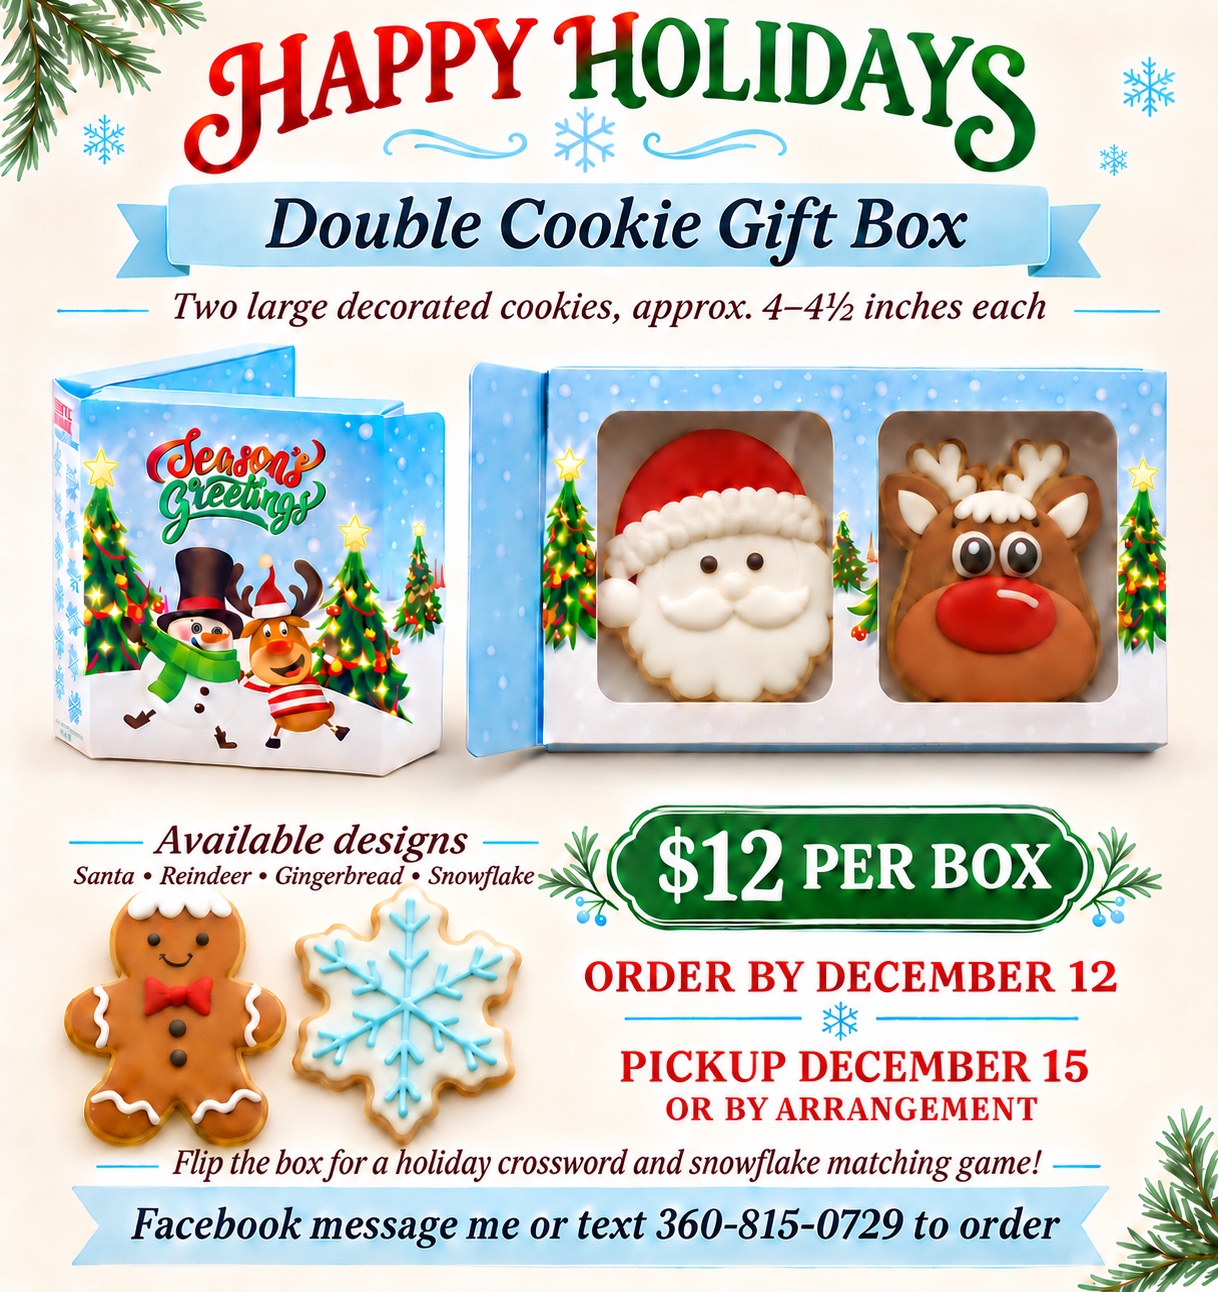 HAPPY HOLIDAYS
Double Cookie Gift Box
Two large decorated cookies, approx. 4–4½ inches each
Season's
Greetings
Available designs
Santa • Reindeer • Gingerbread • Snowflake
$12 PER BOX
ORDER BY DECEMBER 12
PICKUP DECEMBER 15
OR BY ARRANGEMENT
Flip the box for a holiday crossword and snowflake matching game!
Facebook message me or text 360-815-0729 to order